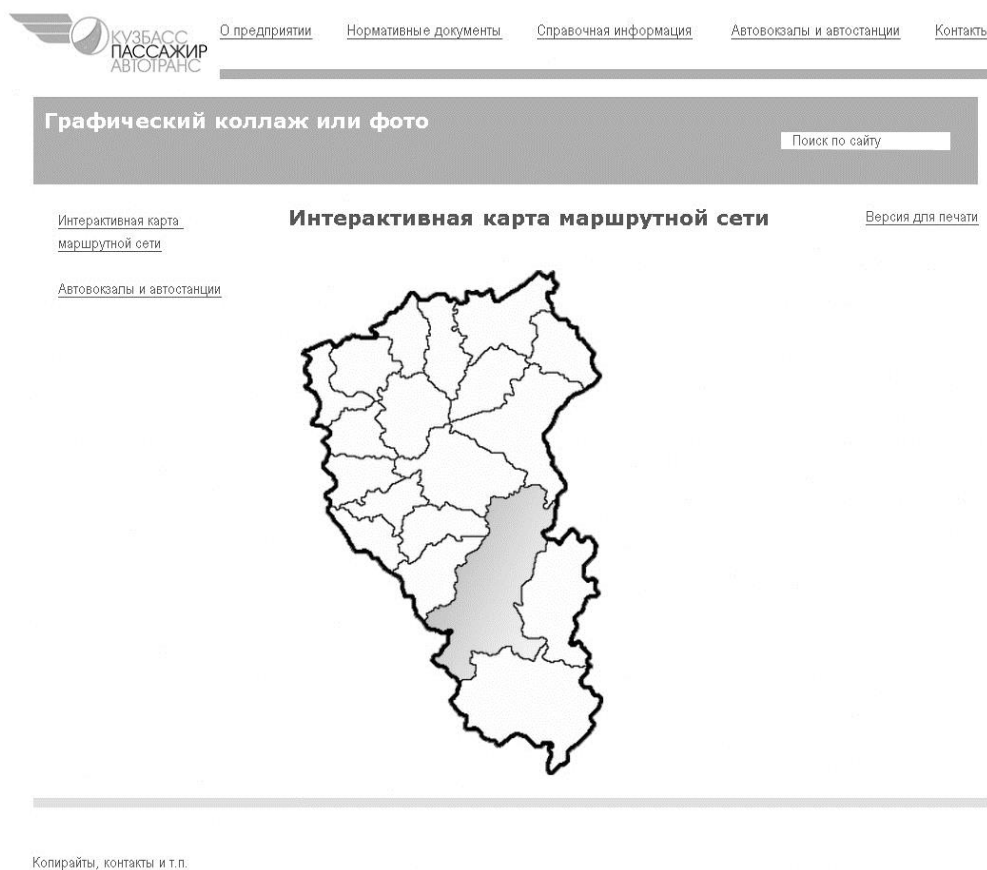 КУЗБАСС
ПАССАЖИР
АВТОТРАНС
О предприятии Нормативные документы Справочная информация Автовокзалы и автостанции Контакты
Графический коллаж или фото
Поиск по сайту
Интерактивная карта
маршрутной сети
Автовокзалы и автостанции
Интерактивная карта маршрутной сети
Версия для печати
Копирайты, контакты и т.п.